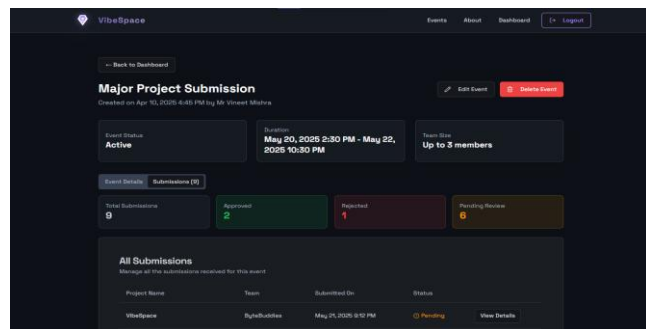 VibeSpace
Events About Dashboard Logout
← Back to Dashboard
Major Project Submission
Created on Apr 10, 2025 4:45 PM by Mr Vineet Mishra
Edit Event Delete Event
Event Status
Active
Duration
May 20, 2025 2:30 PM - May 22,
2025 10:30 PM
Team Size
Up to 3 members
Event Details Submissions (9)
Total Submissions
9
Approved
2
Rejected
1
Pending Review
6
All Submissions
Manage all the submissions received for this event
Project Name Team Submitted On Status
VibeSpace ByteBuddies May 21, 2025 9:12 PM Pending View Details